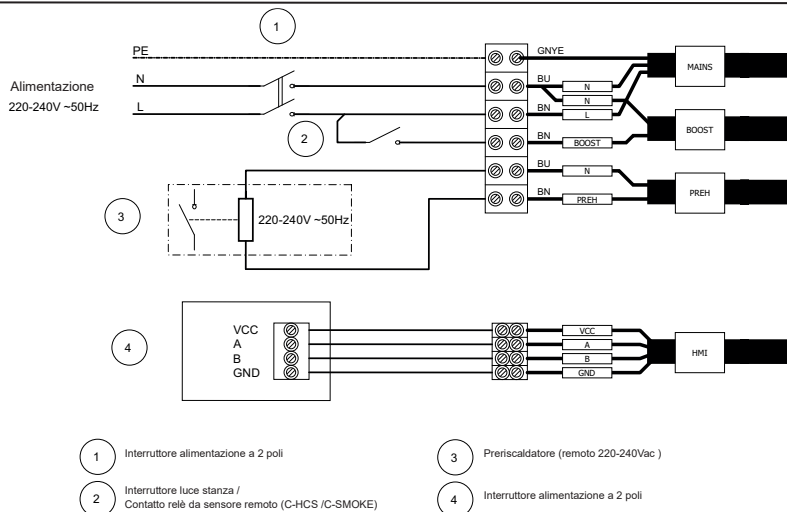 1
PE
GNYE
MAINS
Alimentazione
220-240V ~50Hz
N
BU
N
N
L
BN
L
2
BN
BOOST
BOOST
BU
N
3
220-240V ~50Hz
BN
PREH
PREH
4
VCC
A
B
GND
VCC
A
B
GND
HMI
1 Interruttore alimentazione a 2 poli
2 Interruttore luce stanza /
Contatto relè da sensore remoto (C-HCS /C-SMOKE)
3 Preriscaldatore (remoto 220-240Vac )
4 Interruttore alimentazione a 2 poli